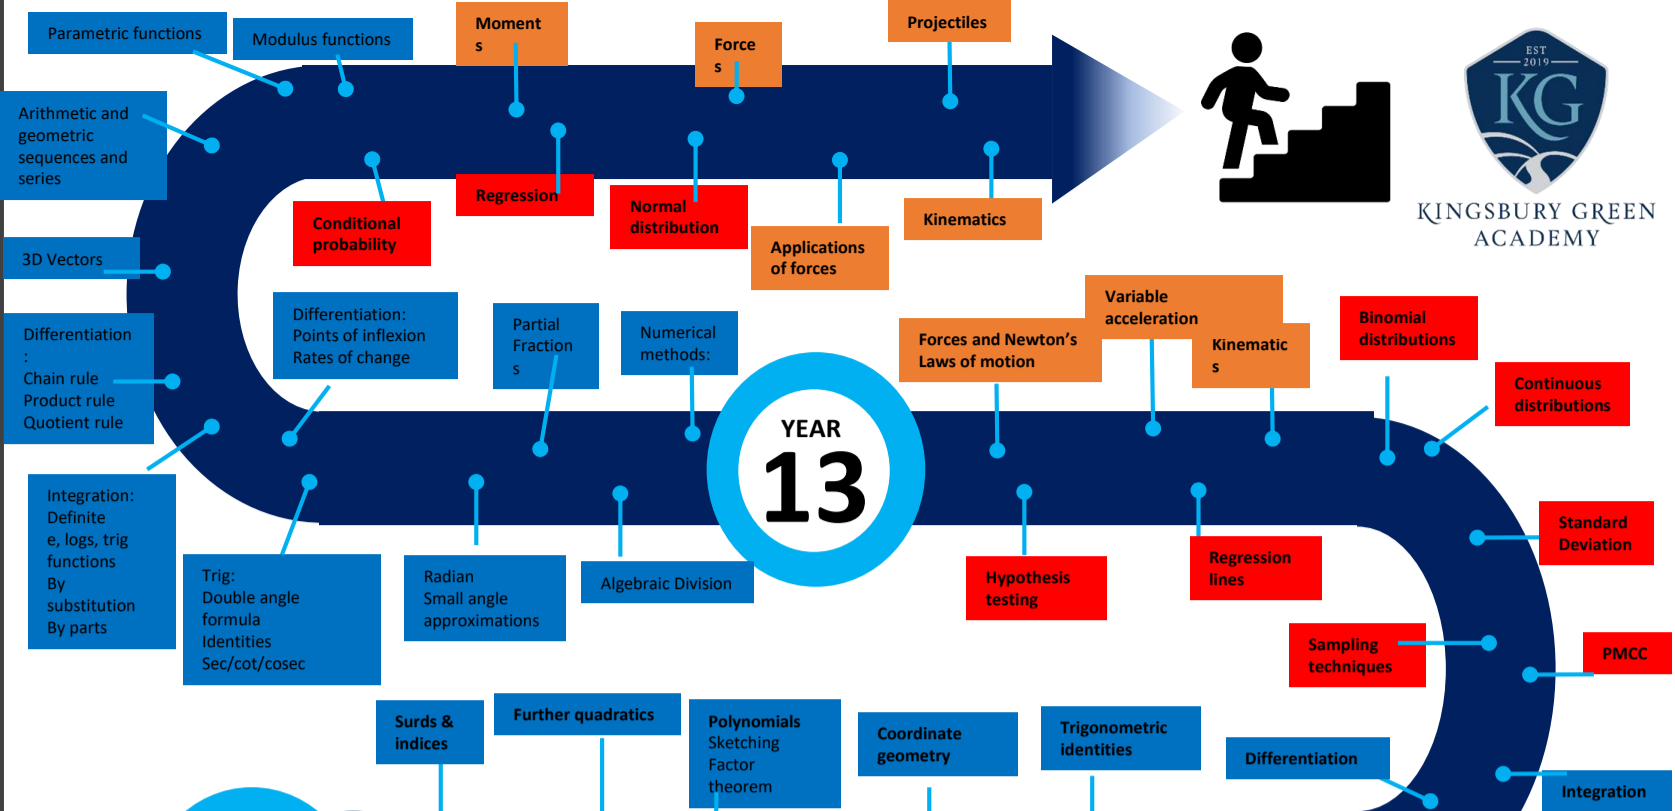 Parametric functions
Modulus functions
Moment
s
Force
s
Projectiles
EST
2019
KG
KINGSBURY GREEN
ACADEMY
Arithmetic and
geometric
sequences and
series
Conditional
probability
Regression
Normal
distribution
Applications
of forces
Kinematics
3D Vectors
Differentiation
:
Chain rule
Product rule
Quotient rule
Differentiation:
Points of inflexion
Rates of change
Partial
Fraction
s
Numerical
methods:
YEAR
13
Forces and Newton's
Laws of motion
Variable
acceleration
Kinematic
s
Binomial
distributions
Continuous
distributions
Integration:
Definite
e, logs, trig
functions
By
substitution
By parts
Trig:
Double angle
formula
Identities
Sec/cot/cosec
Radian
Small angle
approximations
Algebraic Division
Hypothesis
testing
Regression
lines
Standard
Deviation
Sampling
techniques
PMCC
Surds &
indices
Further quadratics
Polynomials
Sketching
Factor
theorem
Coordinate
geometry
Trigonometric
identities
Differentiation
Integration